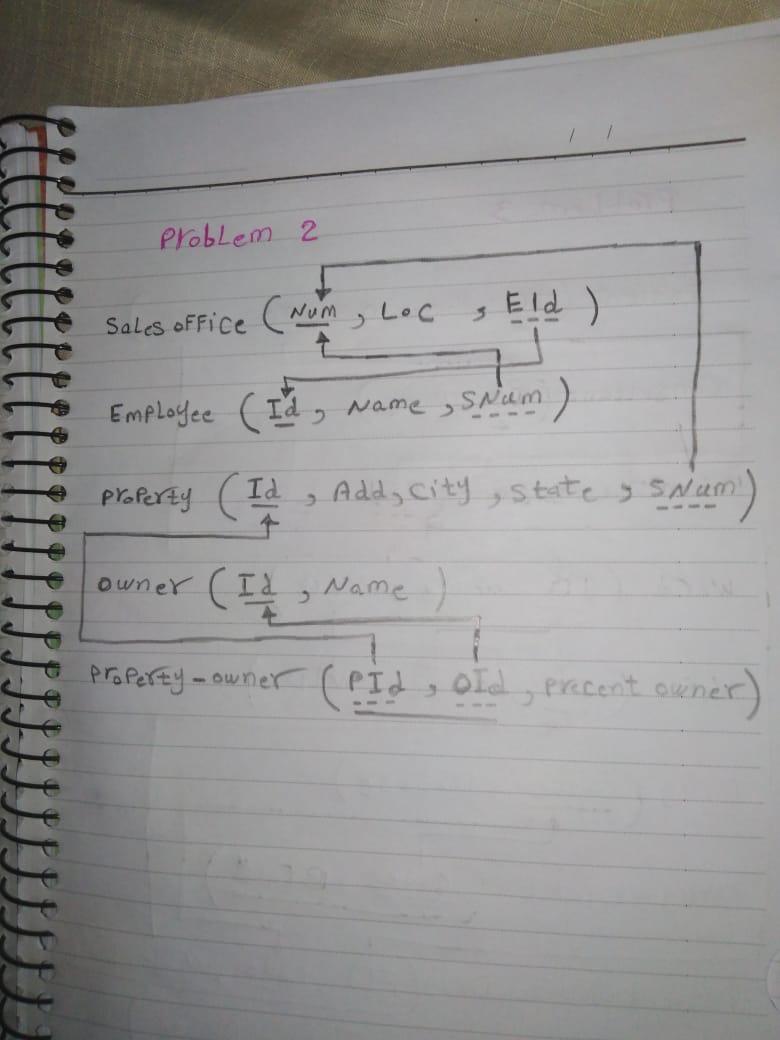 Problem 2
Sales office (Num, Loc, EId)
Employee (Id, Name, SNum)
property (Id, Add, City, State, SNum)
owner (Id, Name)
property-owner (PId, OId, precent owner)